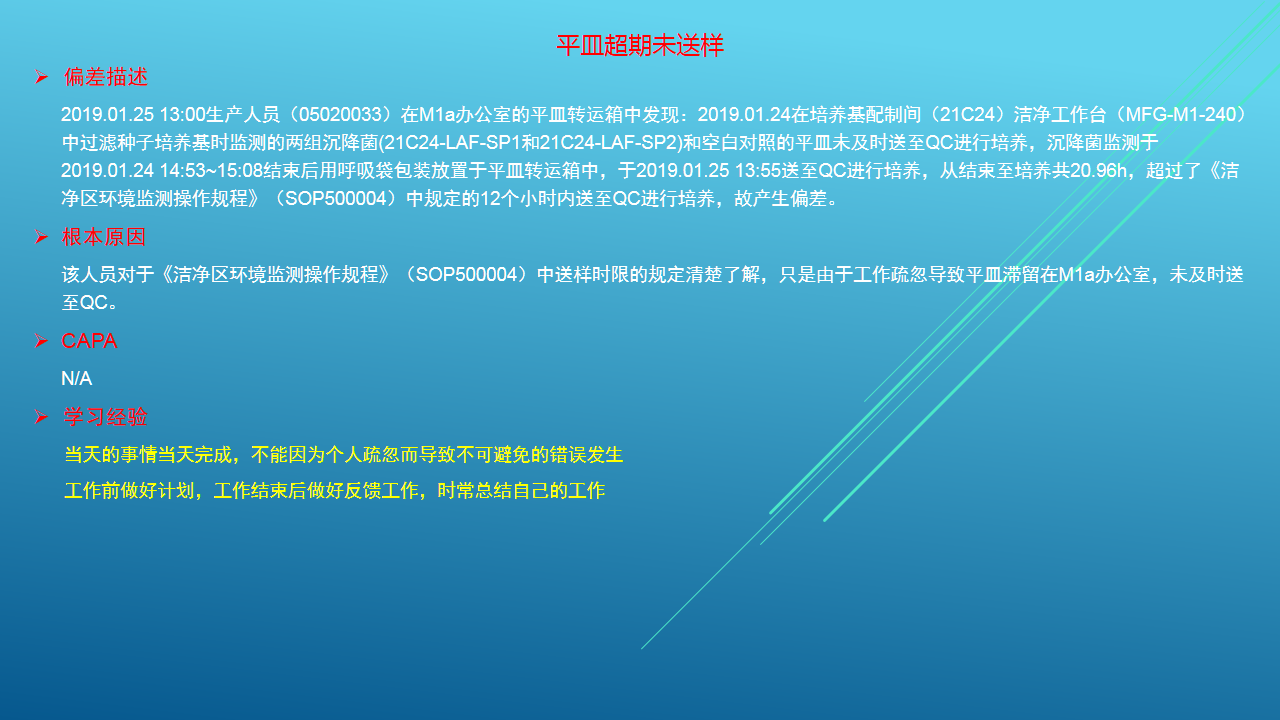 平皿超期未送样
偏差描述
2019.01.25 13:00生产人员（05020033）在M1a办公室的平皿转运箱中发现：2019.01.24在培养基配制间（21C24）洁净工作台（MFG-M1-240）
中过滤种子培养基时监测的两组沉降菌(21C24-LAF-SP1和21C24-LAF-SP2)和空白对照的平皿未及时送至QC进行培养，沉降菌监测于
2019.01.24 14:53~15:08结束后用呼吸袋包装放置于平皿转运箱中，于2019.01.25 13:55送至QC进行培养，从结束至培养共20.96h，超过了《洁
净区环境监测操作规程》（SOP500004）中规定的12个小时内送至QC进行培养，故产生偏差。
根本原因
该人员对于《洁净区环境监测操作规程》（SOP500004）中送样时限的规定清楚了解，只是由于工作疏忽导致平皿滞留在M1a办公室，未及时送
至QC。
CAPA
N/A
学习经验
当天的事情当天完成，不能因为个人疏忽而导致不可避免的错误发生
工作前做好计划，工作结束后做好反馈工作，时常总结自己的工作